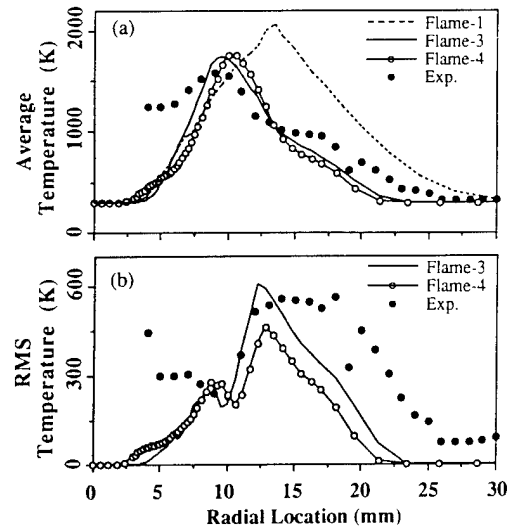 (a)
Flame-1
Flame-3
Flame-4
Exp.
Average
Temperature (K)
2000
1000
0
(b)
Flame-3
Flame-4
Exp.
RMS
Temperature (K)
600
300
0
0 5 10 15 20 25 30
Radial Location (mm)